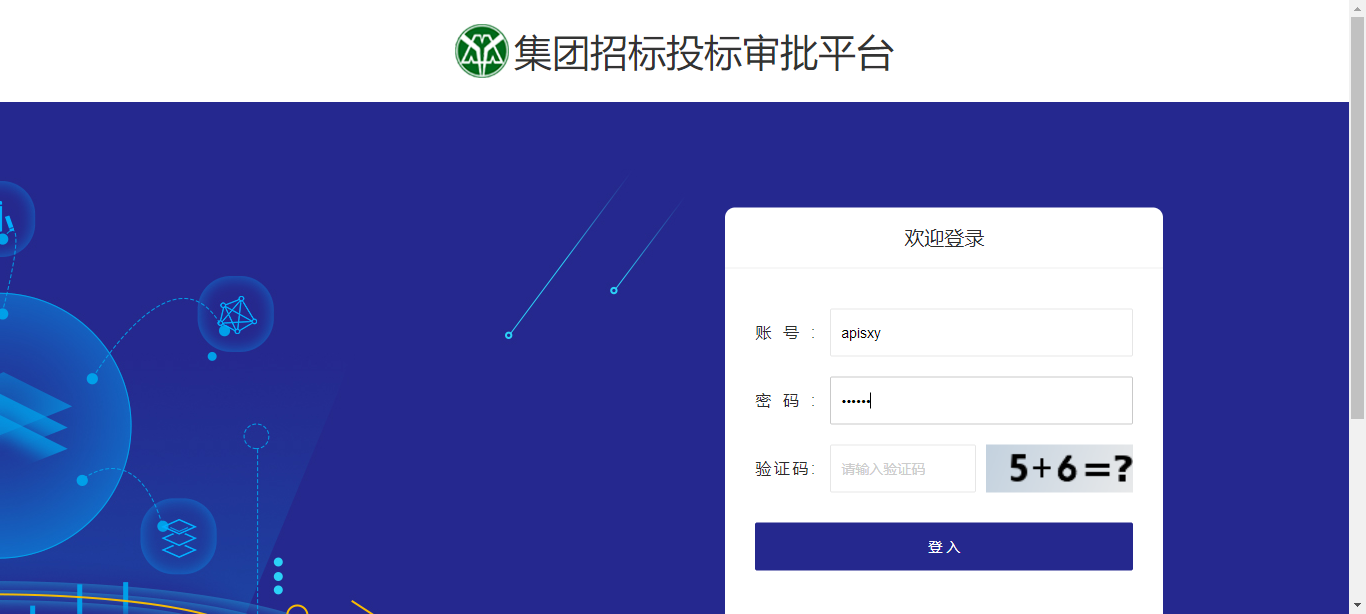 集团招标投标审批平台
欢迎登录
账 号 : apisxy
密 码 : ••••••
验证码: 请输入验证码 5+6=?
登 入